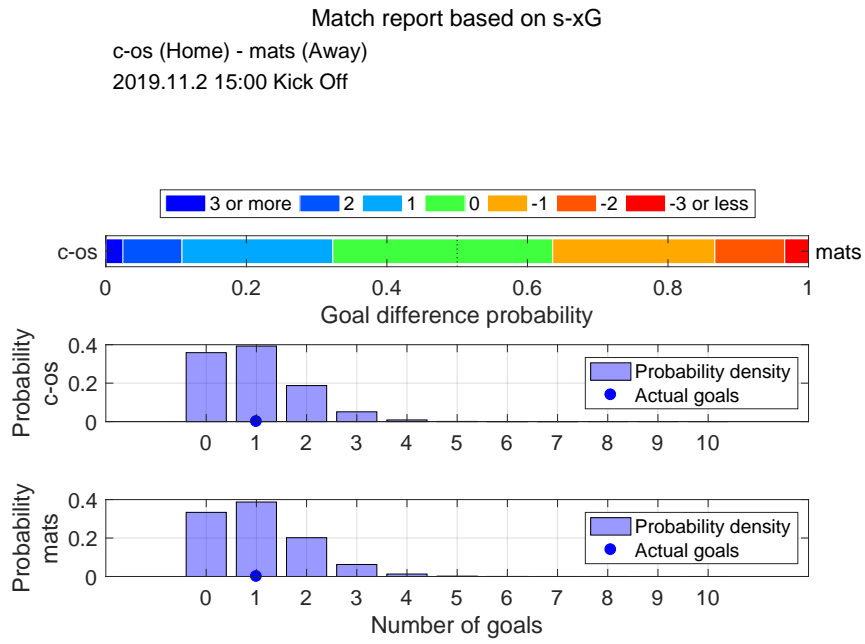 Match report based on s-xG
c-os (Home) - mats (Away)
2019.11.2 15:00 Kick Off
3 or more 2 1 0 -1 -2 -3 or less
c-os mats
0 0.2 0.4 0.6 0.8 1
Goal difference probability
Probability
c-os
0.4
0.2
0
Probability density
Actual goals
0 1 2 3 4 5 6 7 8 9 10
Probability
mats
0.4
0.2
0
Probability density
Actual goals
0 1 2 3 4 5 6 7 8 9 10
Number of goals